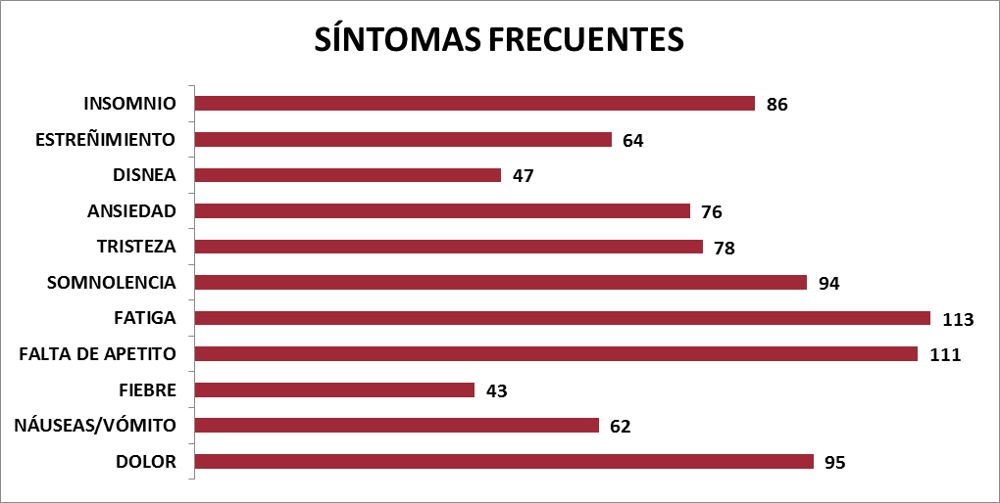 SÍNTOMAS FRECUENTES
INSOMNIO 86
ESTREÑIMIENTO 64
DISNEA 47
ANSIEDAD 76
TRISTEZA 78
SOMNOLENCIA 94
FATIGA 113
FALTA DE APETITO 111
FIEBRE 43
NÁUSEAS/VÓMITO 62
DOLOR 95